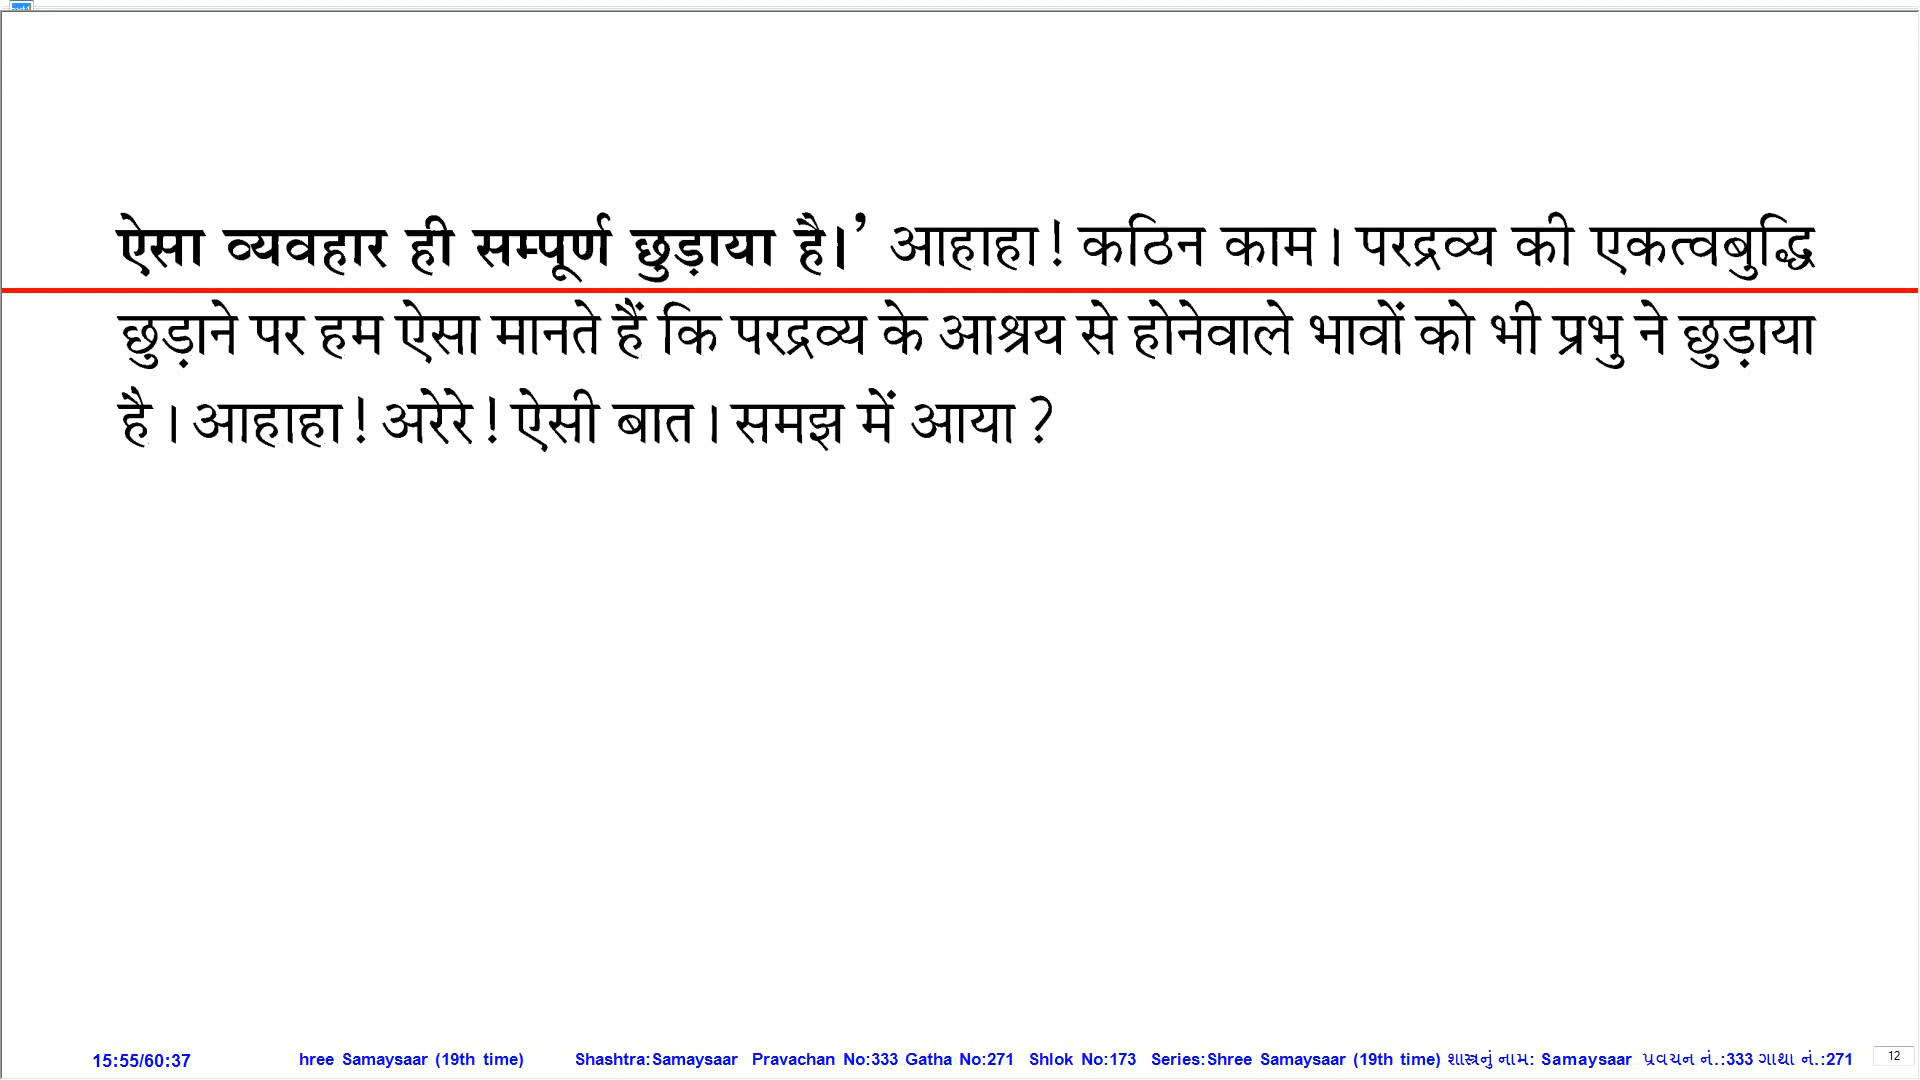 ऐसा व्यवहार ही सम्पूर्ण छुड़ाया है।’ आहाहा! कठिन काम। परद्रव्य की एकत्वबुद्धि
छुड़ाने पर हम ऐसा मानते हैं कि परद्रव्य के आश्रय से होनेवाले भावों को भी प्रभु ने छुड़ाया
है। आहाहा! अरेरे! ऐसी बात। समझ में आया?
15:55/60:37 hree Samaysaar (19th time) Shashtra:Samaysaar Pravachan No:333 Gatha No:271 Shlok No:173 Series:Shree Samaysaar (19th time) શાસ્ત્રનું નામ: Samaysaar પ્રવચન નં.:333 ગાથા નં.:271 12